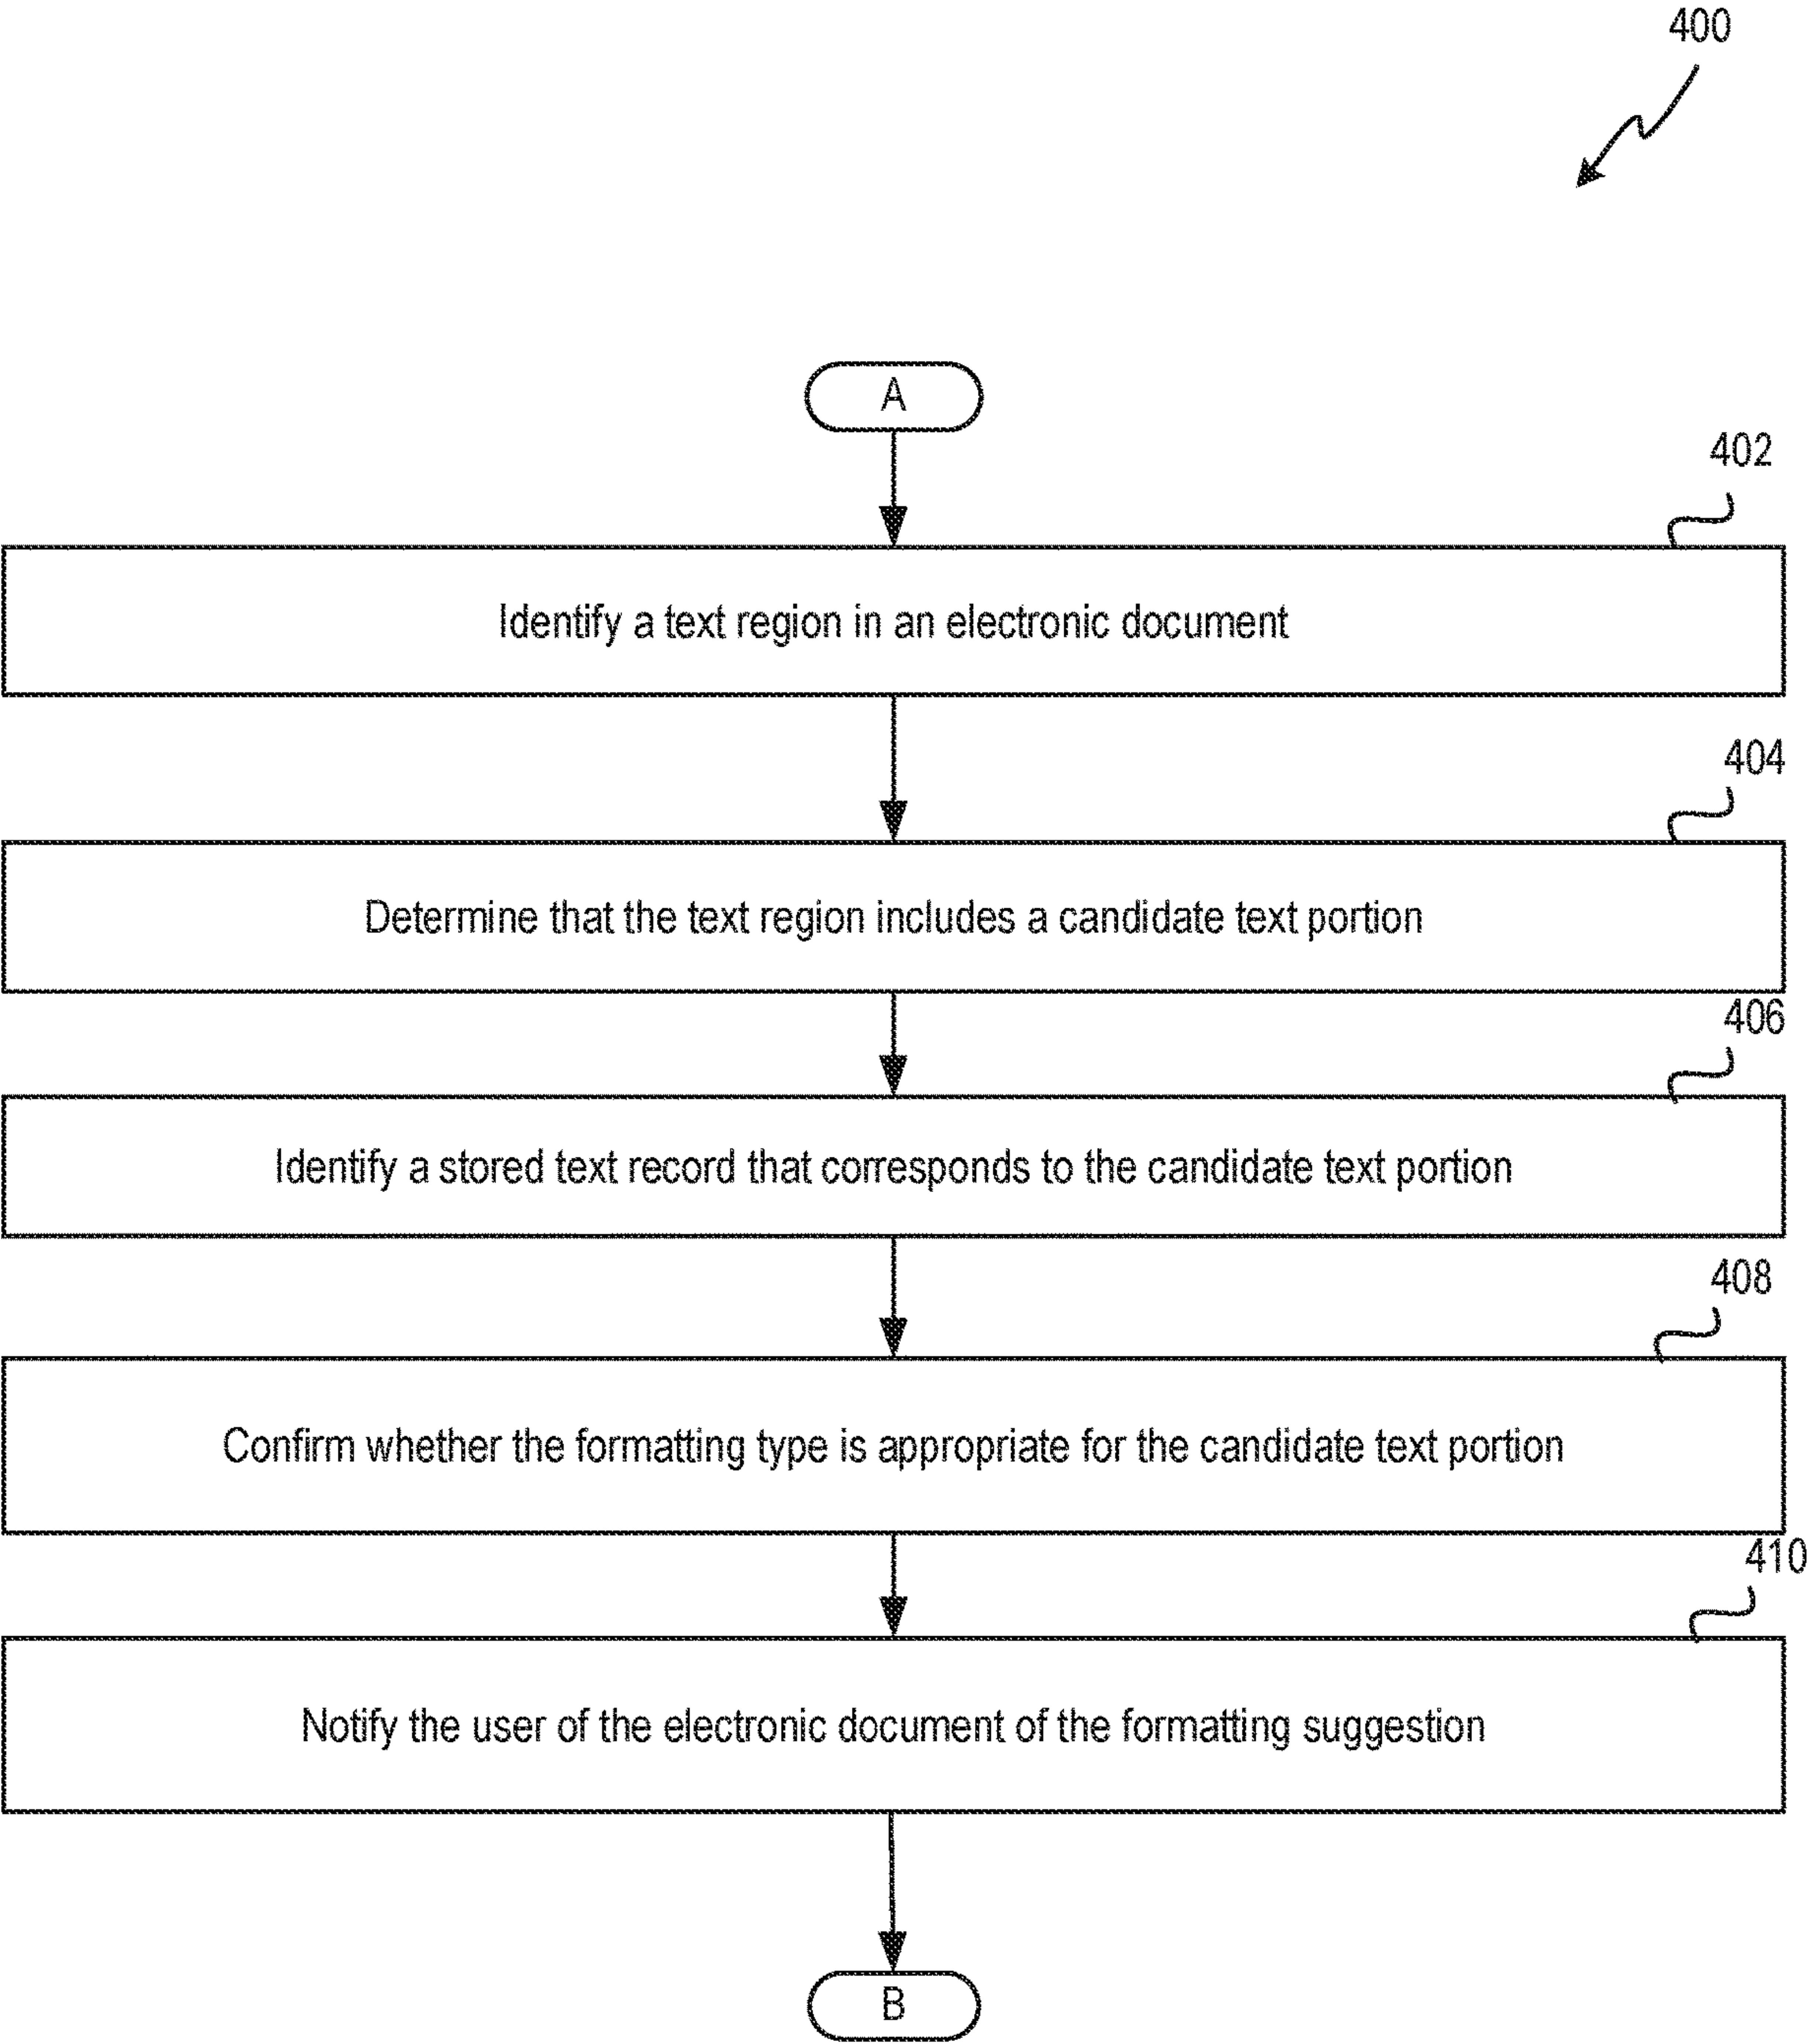 400
A
402
Identify a text region in an electronic document
404
Determine that the text region includes a candidate text portion
406
Identify a stored text record that corresponds to the candidate text portion
408
Confirm whether the formatting type is appropriate for the candidate text portion
410
Notify the user of the electronic document of the formatting suggestion
B